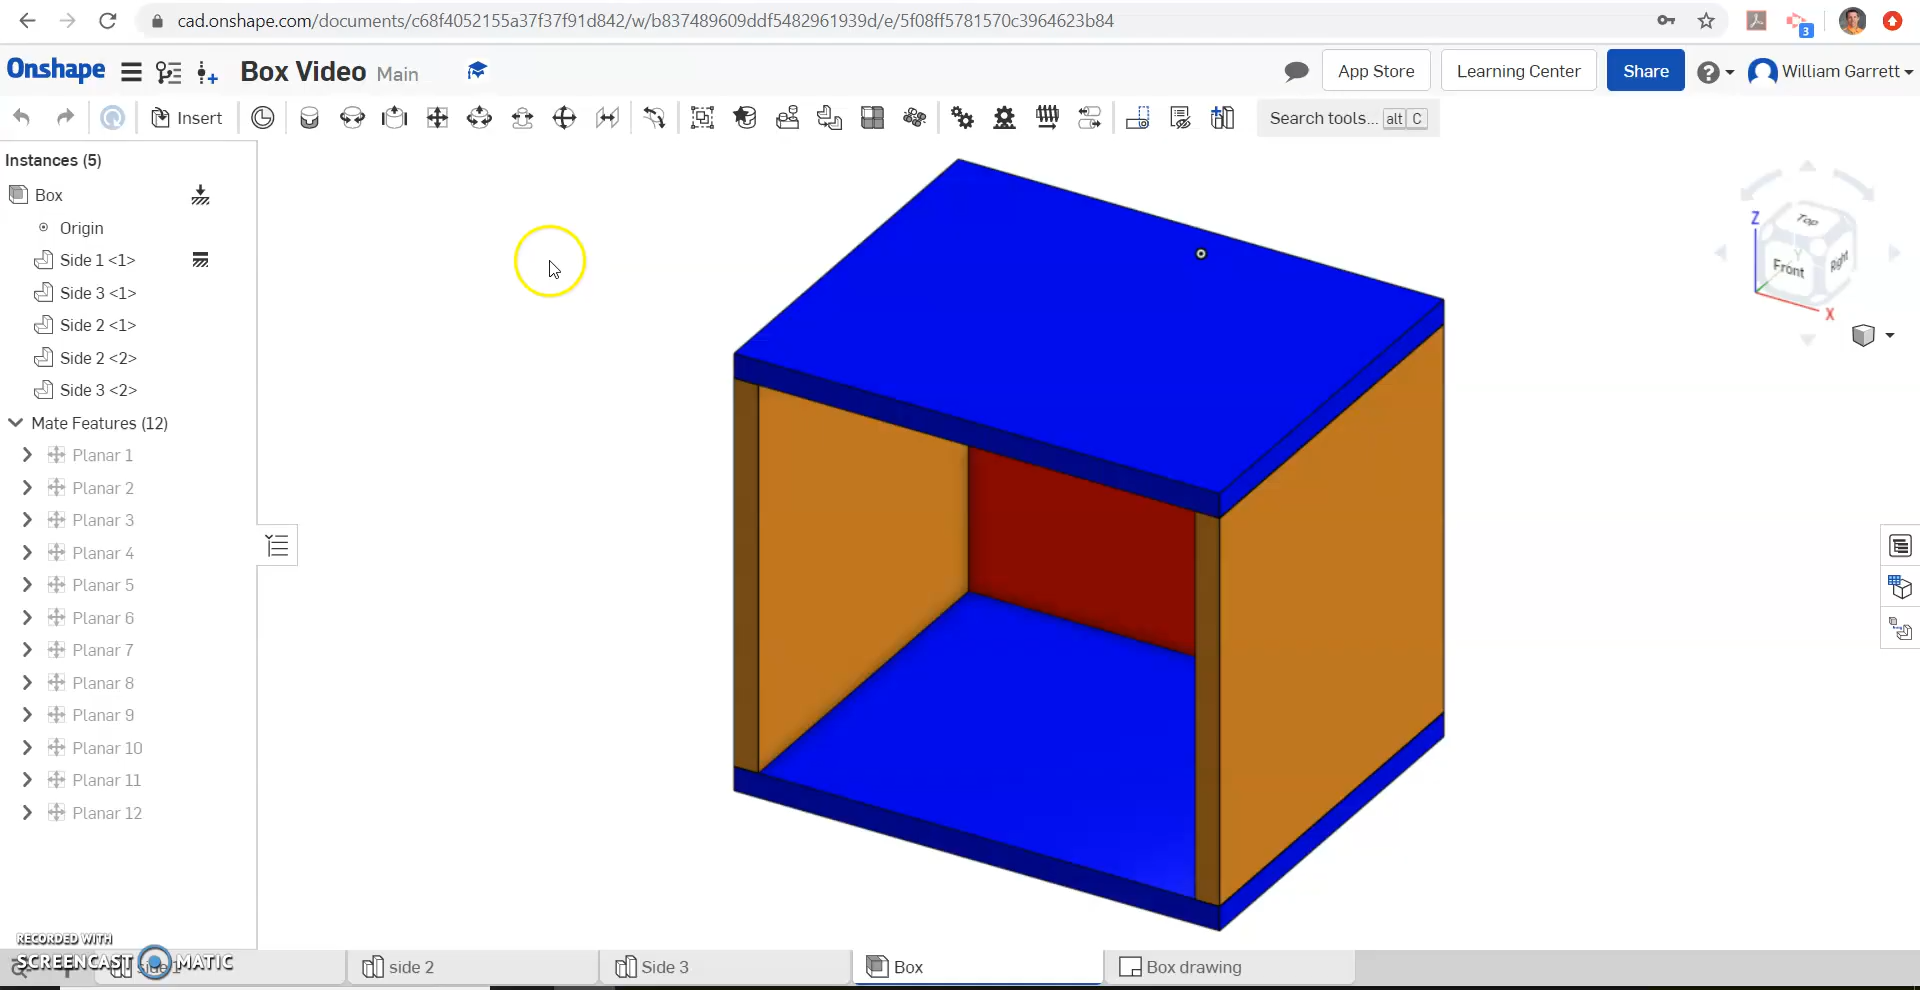 cad.onshape.com/documents/c68f4052155a37f37f91d842/w/b837489609ddf5482961939d/e/5f08ff5781570c3964623b84
3
Onshape Box Video Main App Store Learning Center Share William Garrett
Insert Search tools... alt C
Instances (5)
Box
Origin
Side 1 <1>
Side 3 <1>
Side 2 <1>
Side 2 <2>
Side 3 <2>
Mate Features (12)
Planar 1
Planar 2
Planar 3
Planar 4
Planar 5
Planar 6
Planar 7
Planar 8
Planar 9
Planar 10
Planar 11
Planar 12
Z
Top
Y
Front
Right
X
RECORDED WITH
SCREENCAST MATIC
side 2 Side 3 Box Box drawing